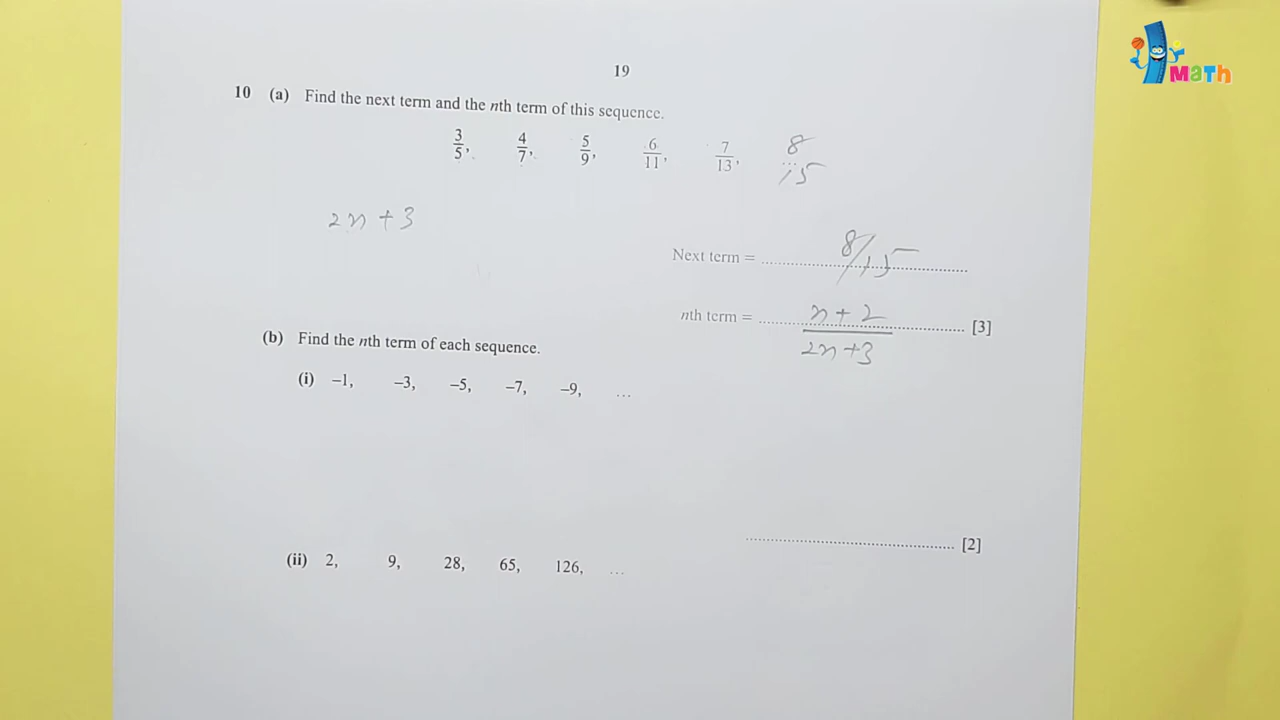 MATH
19
10 (a) Find the next term and the nth term of this sequence.
3/5, 4/7, 5/9, 6/11, 7/13, 8/15
2n + 3
Next term = 8/15
nth term = n + 2 / 2n + 3 [3]
(b) Find the nth term of each sequence.
(i) –1, –3, –5, –7, –9, ...
[2]
(ii) 2, 9, 28, 65, 126, ...